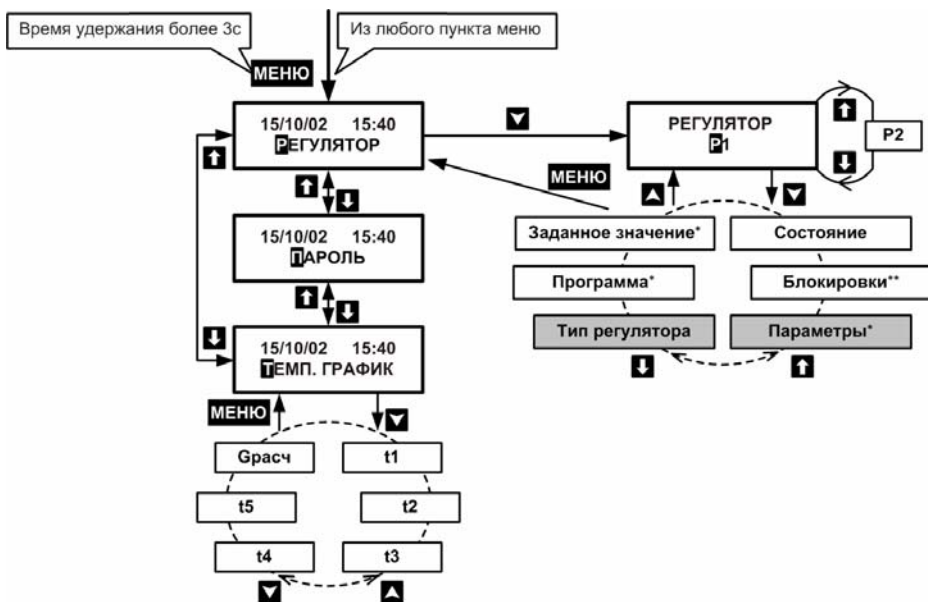 Время удержания более 3с
Из любого пункта меню
МЕНЮ
15/10/02 15:40
РЕГУЛЯТОР
РЕГУЛЯТОР
Р1
Р2
МЕНЮ
15/10/02 15:40
ПАРОЛЬ
Заданное значение*
Состояние
Программа*
Блокировки**
Тип регулятора
Параметры*
15/10/02 15:40
ТЕМП. ГРАФИК
МЕНЮ
Gрасч
t1
t5
t2
t4
t3